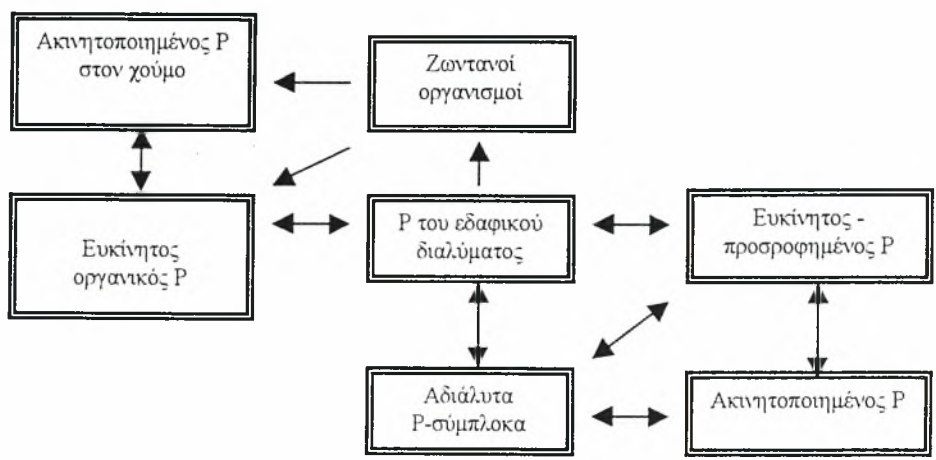 Ακινητοποιημένος P
στον χούμο
Ζωντανοί
οργανισμοί
Ευκίνητος
οργανικός P
P του εδαφικού
διαλύματος
Ευκίνητος -
προσροφημένος P
Αδιάλυτα
P-σύμπλοκα
Ακινητοποιημένος P